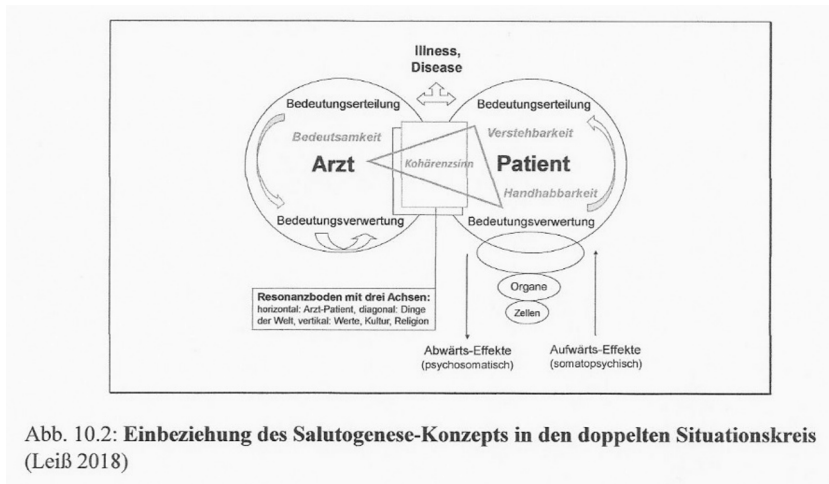 Illness,
Disease
Bedeutungserteilung
Bedeutungserteilung
Bedeutsamkeit
Verstehbarkeit
Arzt
Kohärenzsinn
Patient
Handhabbarkeit
Bedeutungsverwertung
Bedeutungsverwertung
Resonanzboden mit drei Achsen:
horizontal: Arzt-Patient, diagonal: Dinge
der Welt, vertikal: Werte, Kultur, Religion
Organe
Zellen
Abwärts-Effekte
(psychosomatisch)
Aufwärts-Effekte
(somatopsychisch)
Abb. 10.2: Einbeziehung des Salutogenese-Konzepts in den doppelten Situationskreis
(Leiß 2018)